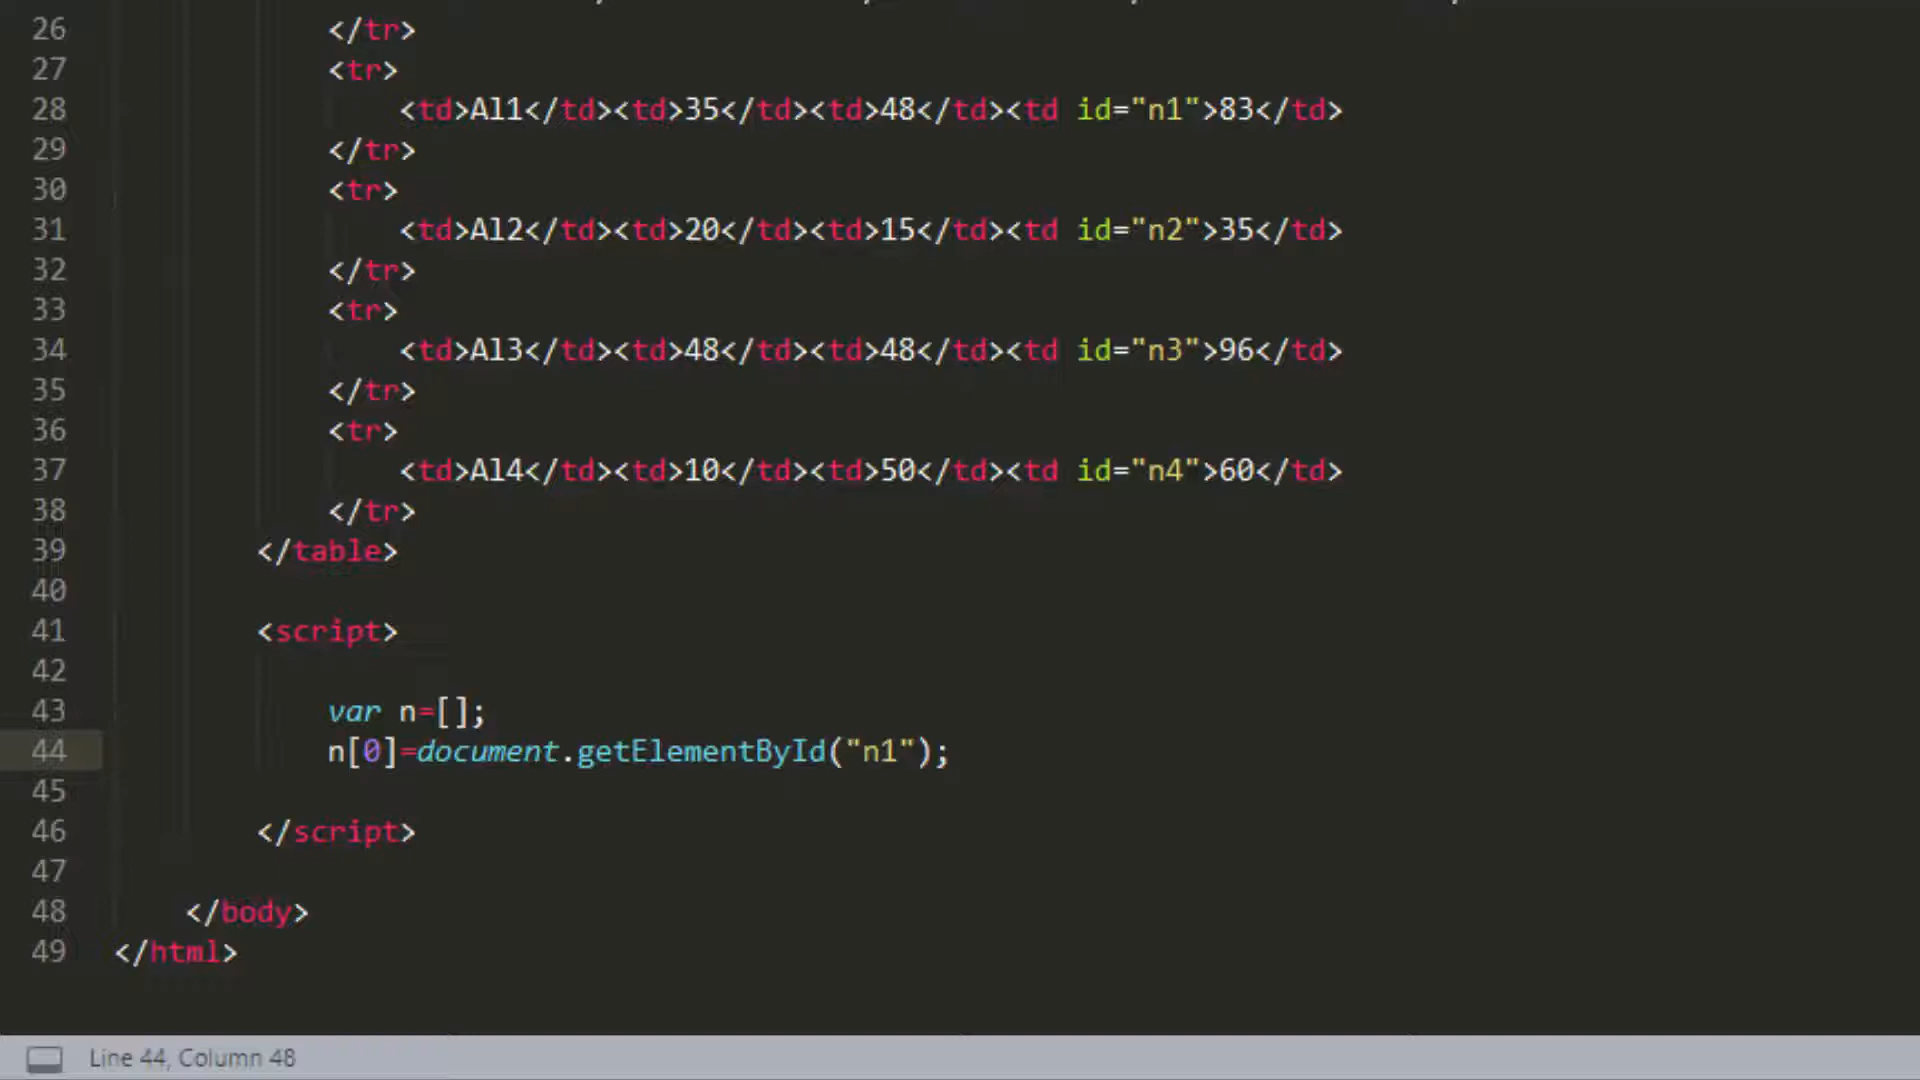 26 </tr>
27 <tr>
28 <td>Al1</td><td>35</td><td>48</td><td id="n1">83</td>
29 </tr>
30 <tr>
31 <td>Al2</td><td>20</td><td>15</td><td id="n2">35</td>
32 </tr>
33 <tr>
34 <td>Al3</td><td>48</td><td>48</td><td id="n3">96</td>
35 </tr>
36 <tr>
37 <td>Al4</td><td>10</td><td>50</td><td id="n4">60</td>
38 </tr>
39 </table>
40
41 <script>
42
43 var n=[];
44 n[0]=document.getElementById("n1");
45
46 </script>
47
48 </body>
49 </html>
Line 44, Column 48